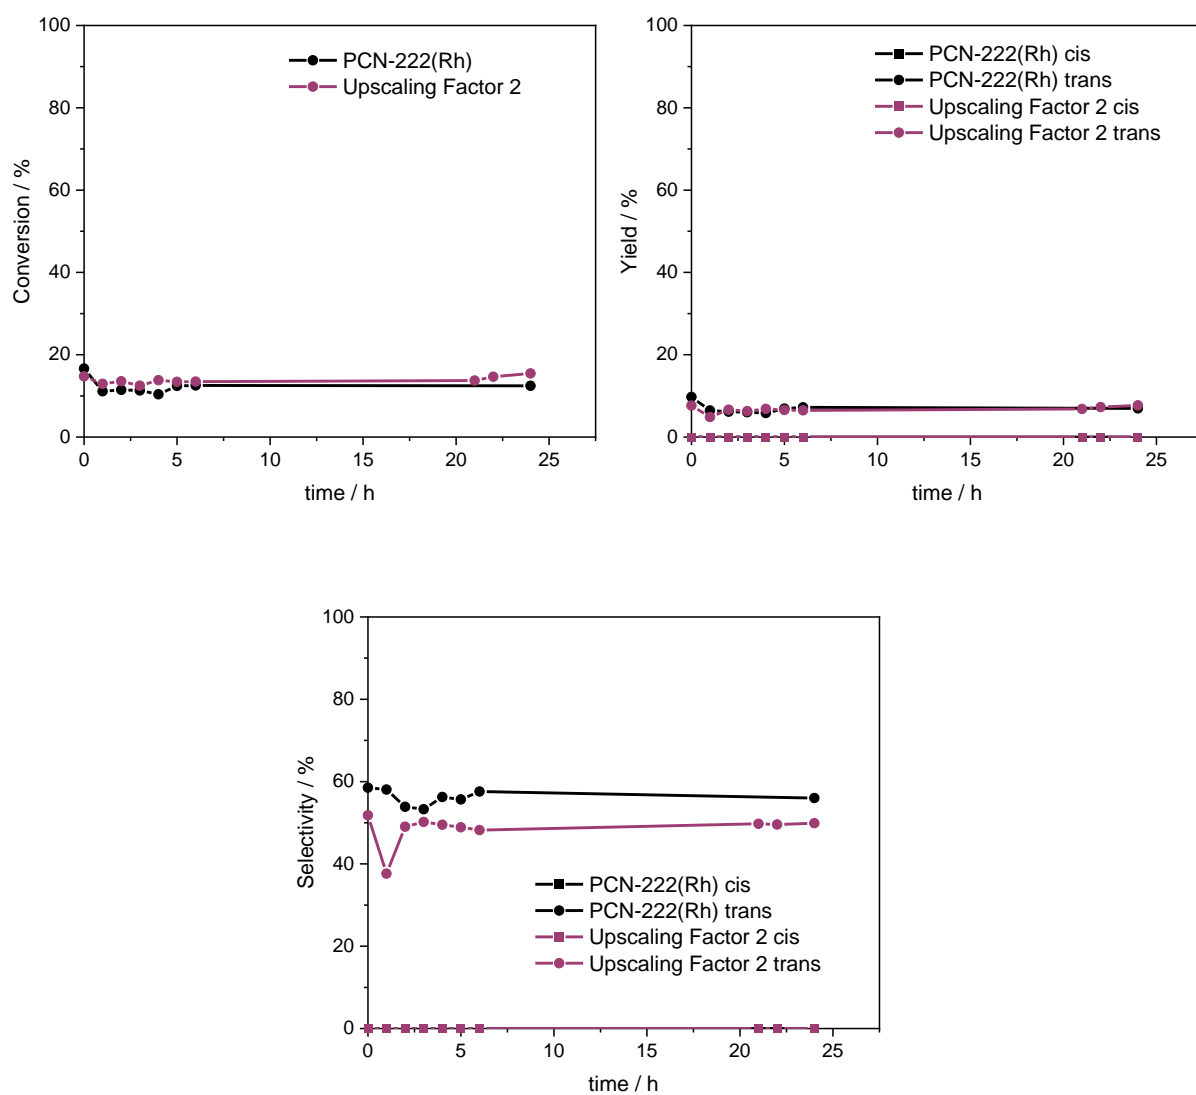 100
80
60
40
20
0
Conversion / %
0 5 10 15 20 25
time / h
PCN-222(Rh)
Upscaling Factor 2
100
80
60
40
20
0
Yield / %
0 5 10 15 20 25
time / h
PCN-222(Rh) cis
PCN-222(Rh) trans
Upscaling Factor 2 cis
Upscaling Factor 2 trans
100
80
60
40
20
0
Selectivity / %
0 5 10 15 20 25
time / h
PCN-222(Rh) cis
PCN-222(Rh) trans
Upscaling Factor 2 cis
Upscaling Factor 2 trans